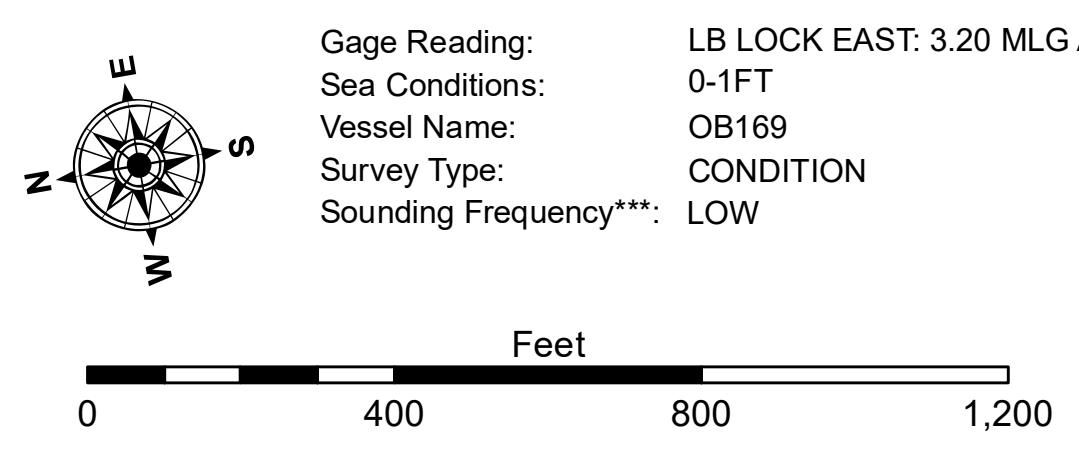 E
S
N
W
Gage Reading: LB LOCK EAST: 3.20 MLG
Sea Conditions: 0-1FT
Vessel Name: OB169
Survey Type: CONDITION
Sounding Frequency***: LOW
Feet
0 400 800 1,200